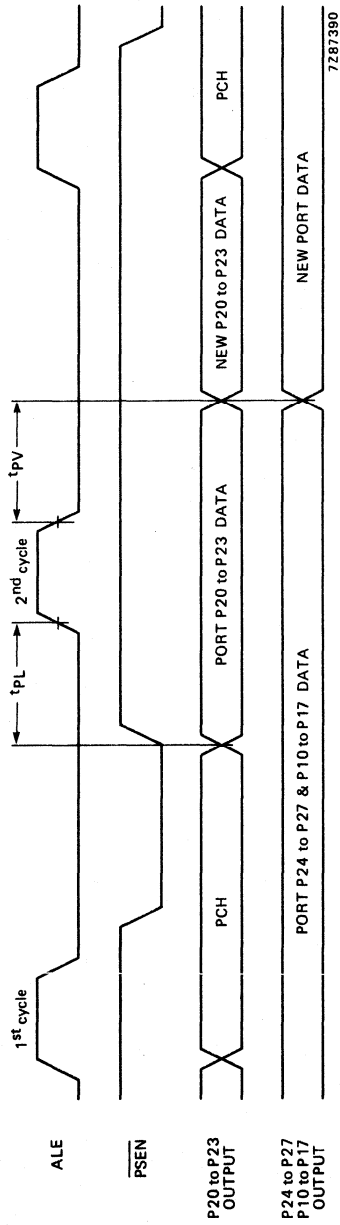 1st cycle
tPL
2nd cycle
tPV
ALE
PSEN
P20 to P23
OUTPUT
PCH
PORT P20 to P23 DATA
NEW P20 to P23 DATA
PCH
P24 to P27
P10 to P17
OUTPUT
PORT P24 to P27 & P10 to P17 DATA
NEW PORT DATA
7Z87390